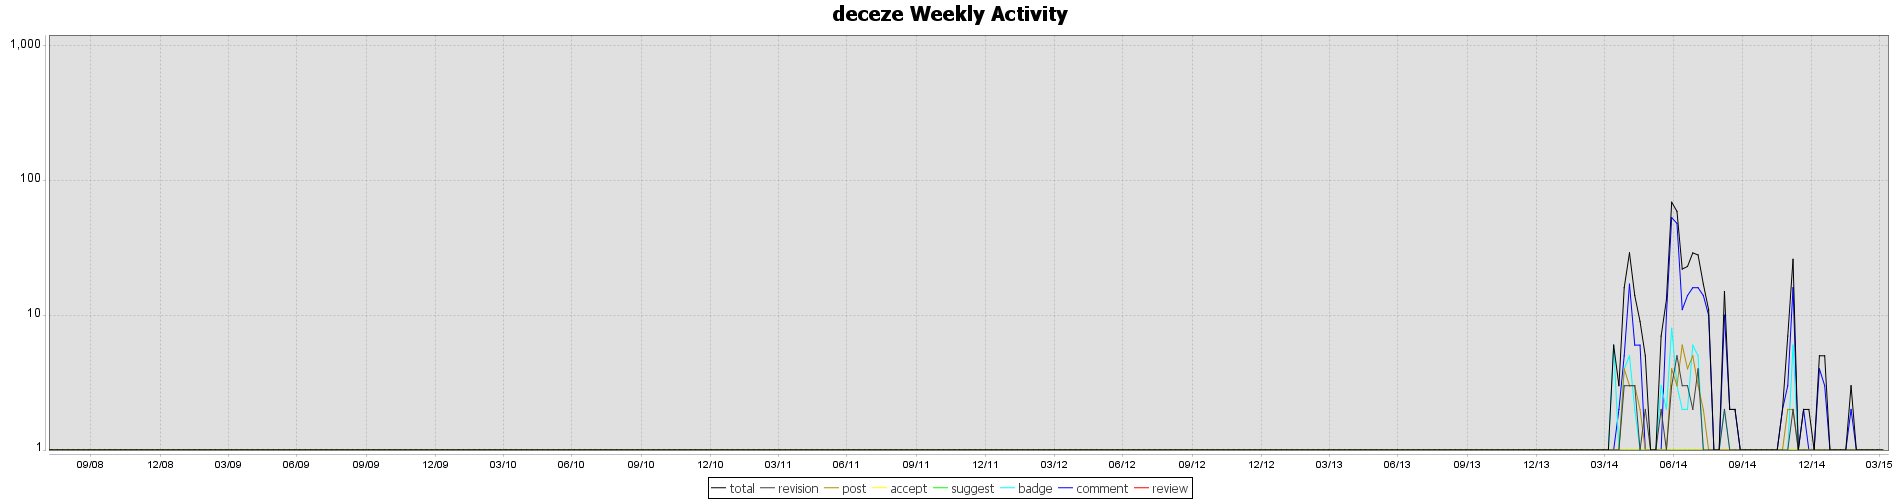 deceze Weekly Activity
1,000
100
10
1
09/08 12/08 03/09 06/09 09/09 12/09 03/10 06/10 09/10 12/10 03/11 06/11 09/11 12/11 03/12 06/12 09/12 12/12 03/13 06/13 09/13 12/13 03/14 06/14 09/14 12/14 03/15
total revision post accept suggest badge comment review